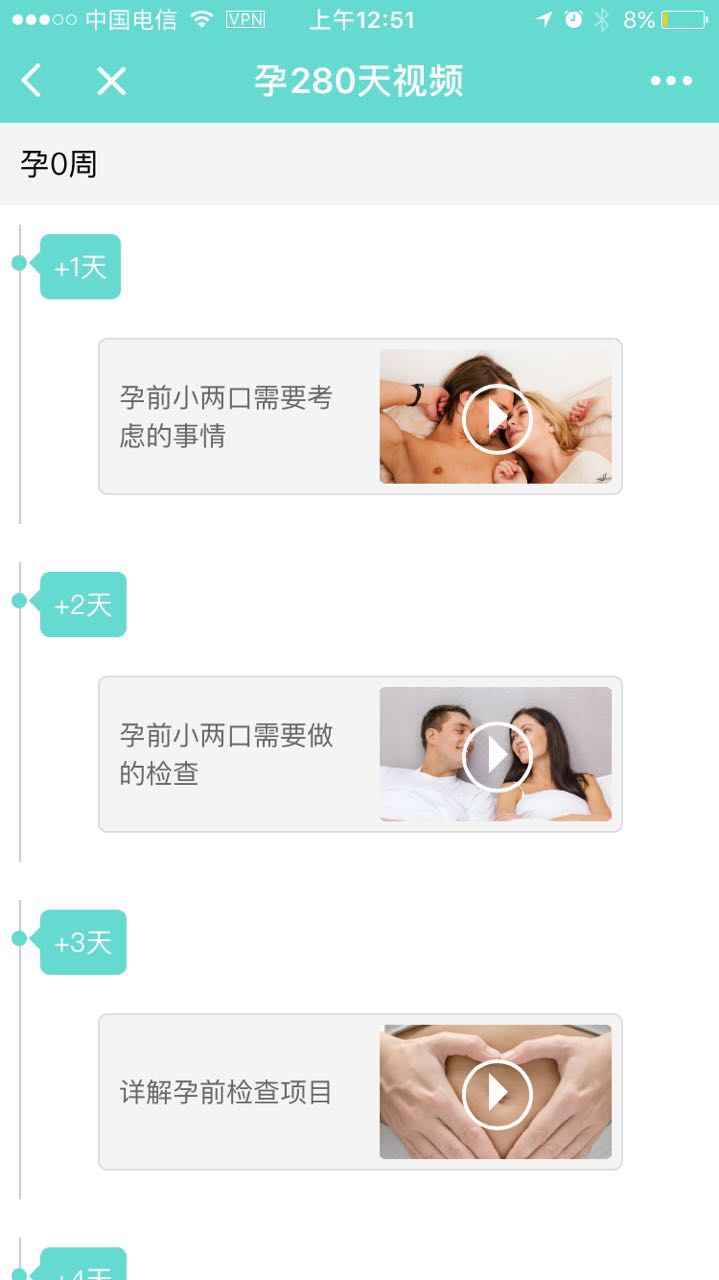 中国电信 VPN 上午12:51 8%
孕280天视频
孕0周
+1天
孕前小两口需要考
虑的事情
+2天
孕前小两口需要做
的检查
+3天
详解孕前检查项目
+4天